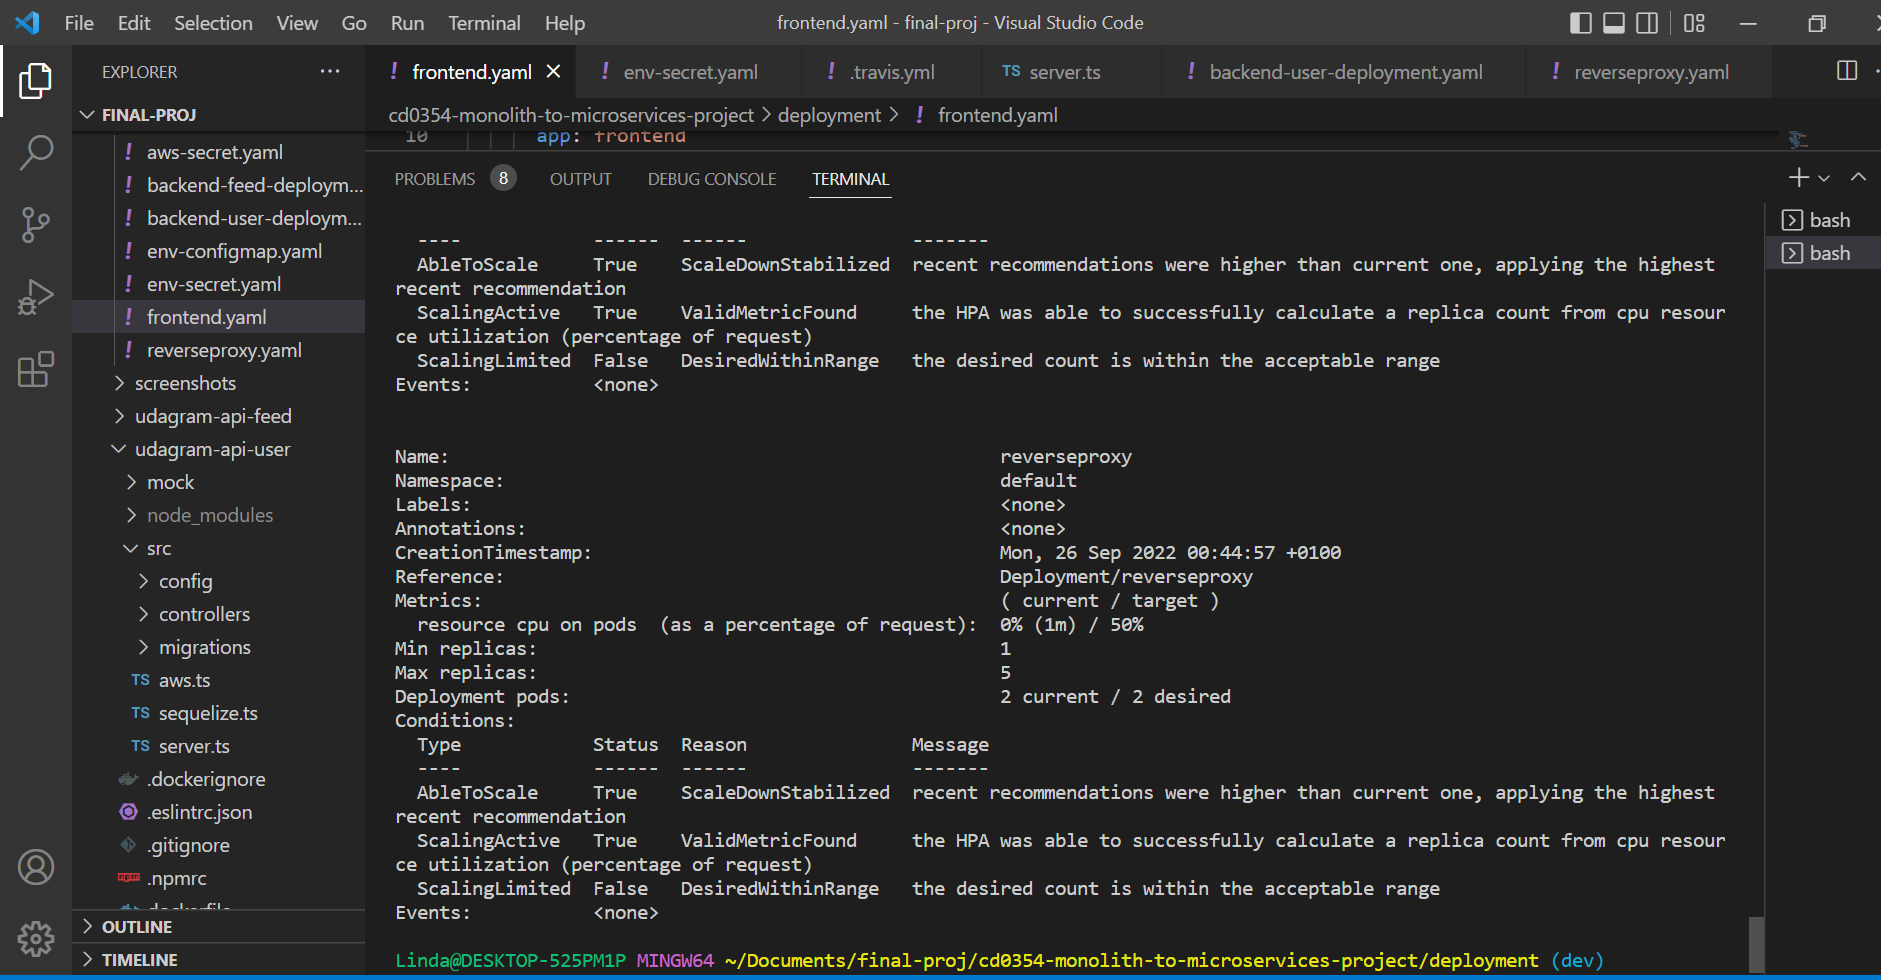 File Edit Selection View Go Run Terminal Help frontend.yaml - final-proj - Visual Studio Code
EXPLORER
FINAL-PROJ
! aws-secret.yaml
! backend-feed-deploym...
! backend-user-deploym...
! env-configmap.yaml
! env-secret.yaml
! frontend.yaml
! reverseproxy.yaml
screenshots
udagram-api-feed
udagram-api-user
mock
node_modules
src
config
controllers
migrations
TS aws.ts
TS sequelize.ts
TS server.ts
.dockerignore
.eslintrc.json
.gitignore
npm .npmrc
dockerfile
OUTLINE
TIMELINE
! frontend.yaml ! env-secret.yaml ! .travis.yml TS server.ts ! backend-user-deployment.yaml ! reverseproxy.yaml
cd0354-monolith-to-microservices-project > deployment > ! frontend.yaml
10 app: frontend
PROBLEMS 8 OUTPUT DEBUG CONSOLE TERMINAL
bash
bash
---- ------ ------ -------
AbleToScale True ScaleDownStabilized recent recommendations were higher than current one, applying the highest
recent recommendation
ScalingActive True ValidMetricFound the HPA was able to successfully calculate a replica count from cpu resour
ce utilization (percentage of request)
ScalingLimited False DesiredWithinRange the desired count is within the acceptable range
Events: <none>
Name: reverseproxy
Namespace: default
Labels: <none>
Annotations: <none>
CreationTimestamp: Mon, 26 Sep 2022 00:44:57 +0100
Reference: Deployment/reverseproxy
Metrics: ( current / target )
resource cpu on pods (as a percentage of request): 0% (1m) / 50%
Min replicas: 1
Max replicas: 5
Deployment pods: 2 current / 2 desired
Conditions:
Type Status Reason Message
---- ------ ------ -------
AbleToScale True ScaleDownStabilized recent recommendations were higher than current one, applying the highest
recent recommendation
ScalingActive True ValidMetricFound the HPA was able to successfully calculate a replica count from cpu resour
ce utilization (percentage of request)
ScalingLimited False DesiredWithinRange the desired count is within the acceptable range
Events: <none>
Linda@DESKTOP-525PM1P MINGW64 ~/Documents/final-proj/cd0354-monolith-to-microservices-project/deployment (dev)